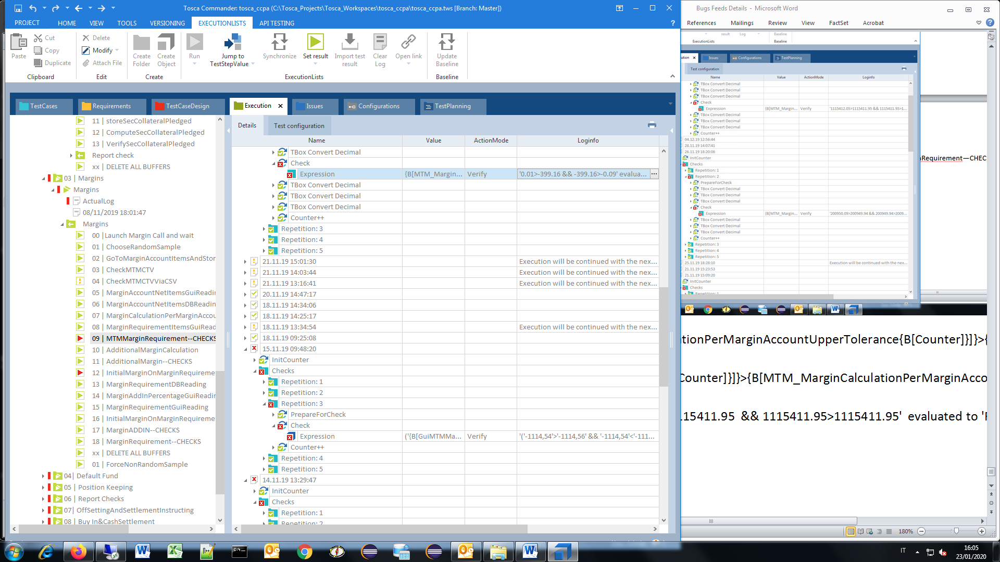 Tosca Commander: tosca_ccpa (C:\Tosca_Projects\Tosca_Workspaces\tosca_ccpa\tosca_ccpa.tws [Branch: Master])
PROJECT HOME VIEW TOOLS VERSIONING EXECUTIONLISTS API TESTING ?
Paste
Cut
Copy
Duplicate
Clipboard
Delete
Modify
Attach File
Edit
Create Folder
Create Object
Create
Run
Jump to TestStepValue
Synchronize
Set result
Import test result
Clear Log
Open link
ExecutionLists
Update Baseline
Baseline
TestCases Requirements TestCaseDesign Execution Issues Configurations TestPlanning
11 | storeSecCollateralPledged
12 | ComputeSecCollateralPledged
13 | VerifySecCollateralPledged
Report check
xx | DELETE ALL BUFFERS
03 | Margins
Margins
ActualLog
08/11/2019 18:01:47
Margins
00 |Launch Margin Call and wait
01 | ChooseRandomSample
02 | GoToMarginAccountItemsAndStor
03 | CheckMTMCTV
04 | CheckMTMCTVViaCSV
05 | MarginAccountNetItemsGuiReadin
06 | MarginAccountNetItemsDBReadin
07 | MarginCalculationPerMarginAccou
08 | MarginRequirementItemsGuiRead
09 | MTMMarginRequirement--CHECKS
10 | AdditionalMarginCalculation
11 | AdditionalMargin--CHECKS
12 | InitialMarginOnMarginRequireme
13 | MarginRequirementDBReading
14 | MarginAddInPercentageGuiReadin
15 | MarginRequirementGuiReading
16 | InitialMarginOnMarginRequireme
17 | MarginADDIN--CHECKS
18 | MarginRequirement--CHECKS
xx | DELETE ALL BUFFERS
01 | ForceNonRandomSample
04| Default Fund
05 | Position Keeping
06 | Report Checks
07| OffSettingAndSettlementInstructing
08 | Buy In&CashSettlement
Details Test configuration
Name Value ActionMode Loginfo
TBox Convert Decimal
Check
Expression {B[MTM_Margin... Verify '0.01>-399.16 && -399.16>-0.09' evalua... ...
TBox Convert Decimal
TBox Convert Decimal
TBox Convert Decimal
Counter++
Repetition: 3
Repetition: 4
Repetition: 5
21.11.19 15:01:30 Execution will be continued with the nex...
21.11.19 14:03:44 Execution will be continued with the nex...
21.11.19 13:16:41 Execution will be continued with the nex...
20.11.19 14:47:17
18.11.19 14:34:06
18.11.19 14:25:17
18.11.19 13:34:54 Execution will be continued with the nex...
18.11.19 09:25:08
15.11.19 09:48:20
InitCounter
Checks
Repetition: 1
Repetition: 2
Repetition: 3
PrepareForCheck
Check
Expression ('{B[GuiMTMMa... Verify '('-1114,54'>'-1114,56' && '-1114,54'<'-111...
Counter++
Repetition: 4
Repetition: 5
14.11.19 13:29:47
InitCounter
Checks
Repetition: 1
Repetition: 2
Bugs Feeds Details - Microsoft Word
References Mailings Review View FactSet Acrobat
result Log Baseline
ExecutionLists Baseline
ution Issues Configurations TestPlanning
Test configuration
Name Value ActionMode Loginfo
TBox Convert Decimal
TBox Convert Decimal
TBox Convert Decimal
Check
Expression {B[MTM_Margin... Verify '1115412.05>1115411.95 && 1115411.95>1...
TBox Convert Decimal
TBox Convert Decimal
TBox Convert Decimal
Counter++
04.12.19 12:56:44
28.11.19 14:07:41
26.11.19 18:20:06
InitCounter
Checks
Repetition: 1
Repetition: 2
PrepareForCheck
TBox Convert Decimal
TBox Convert Decimal
TBox Convert Decimal
Check
Expression {B[MTM_Margin... Verify '200950.09>200949.94 && 200949.94>2009...
TBox Convert Decimal
TBox Convert Decimal
TBox Convert Decimal
Counter++
Repetition: 3
Repetition: 4
Repetition: 5
25.11.19 18:28:10 Execution will be continued with the nex...
21.11.19 15:23:53
21.11.19 15:09:20
InitCounter
Checks
Repetition: 1
nRequirement—CHEC
tionPerMarginAccountUpperTolerance{B[Counter]}]}>{
Counter]}]}>{B[MTM_MarginCalculationPerMarginAcco
115411.95 && 1115411.95>1115411.95' evaluated to 'F
180%
IT
16:05
23/01/2020